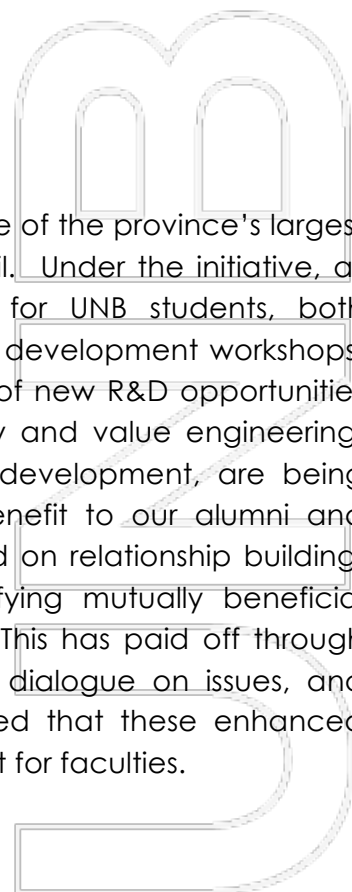 e of the province's larges
il. Under the initiative, a
for UNB students, both
development workshops
of new R&D opportunitie
y and value engineering
development, are being
enefit to our alumni and
d on relationship building
fying mutually beneficia
This has paid off through
dialogue on issues, and
ed that these enhanced
t for faculties.
UNB